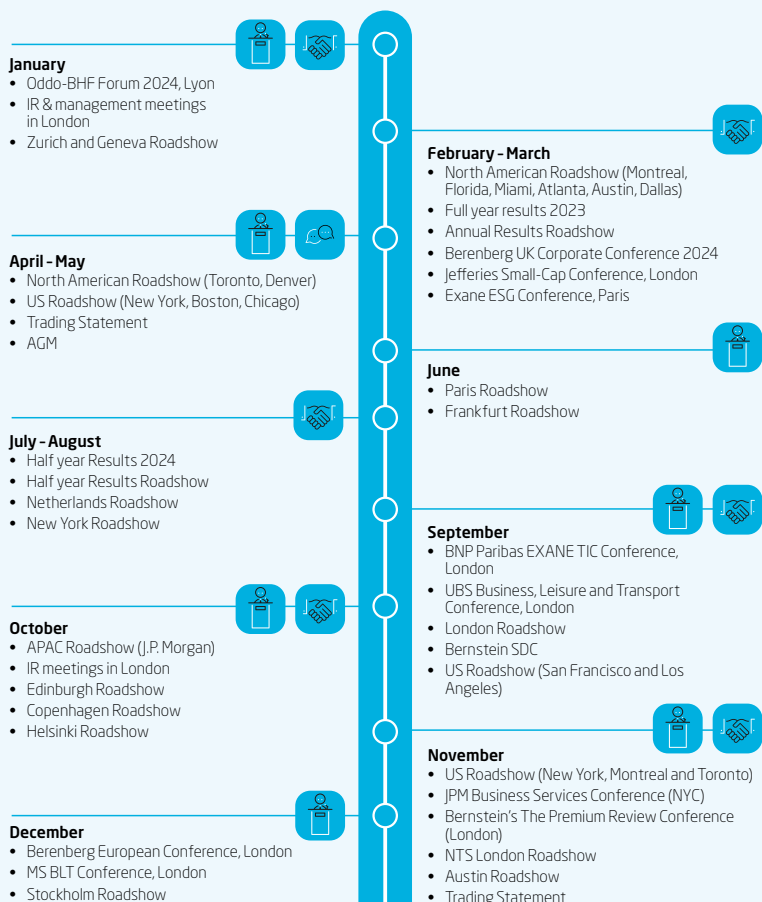 January
• Oddo-BHF Forum 2024, Lyon
• IR & management meetings
in London
• Zurich and Geneva Roadshow
February – March
• North American Roadshow (Montreal,
Florida, Miami, Atlanta, Austin, Dallas)
• Full year results 2023
• Annual Results Roadshow
• Berenberg UK Corporate Conference 2024
• Jefferies Small-Cap Conference, London
• Exane ESG Conference, Paris
April – May
• North American Roadshow (Toronto, Denver)
• US Roadshow (New York, Boston, Chicago)
• Trading Statement
• AGM
June
• Paris Roadshow
• Frankfurt Roadshow
July – August
• Half year Results 2024
• Half year Results Roadshow
• Netherlands Roadshow
• New York Roadshow
September
• BNP Paribas EXANE TIC Conference,
London
• UBS Business, Leisure and Transport
Conference, London
• London Roadshow
• Bernstein SDC
• US Roadshow (San Francisco and Los
Angeles)
October
• APAC Roadshow (J.P. Morgan)
• IR meetings in London
• Edinburgh Roadshow
• Copenhagen Roadshow
• Helsinki Roadshow
November
• US Roadshow (New York, Montreal and Toronto)
• JPM Business Services Conference (NYC)
• Bernstein's The Premium Review Conference
(London)
• NTS London Roadshow
• Austin Roadshow
• Trading Statement
December
• Berenberg European Conference, London
• MS BLT Conference, London
• Stockholm Roadshow